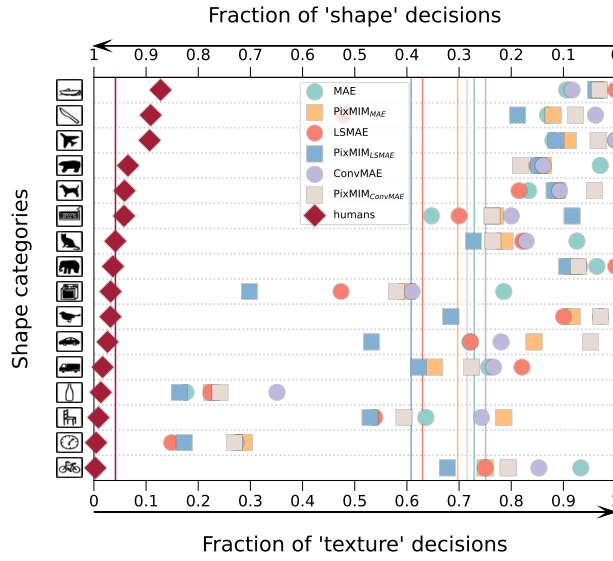 Fraction of 'shape' decisions
1 0.9 0.8 0.7 0.6 0.5 0.4 0.3 0.2 0.1
Shape categories
MAE
PixMIM_MAE
LSMAE
PixMIM_LSMAE
ConvMAE
PixMIM_ConvMAE
humans
0 0.1 0.2 0.3 0.4 0.5 0.6 0.7 0.8 0.9
Fraction of 'texture' decisions